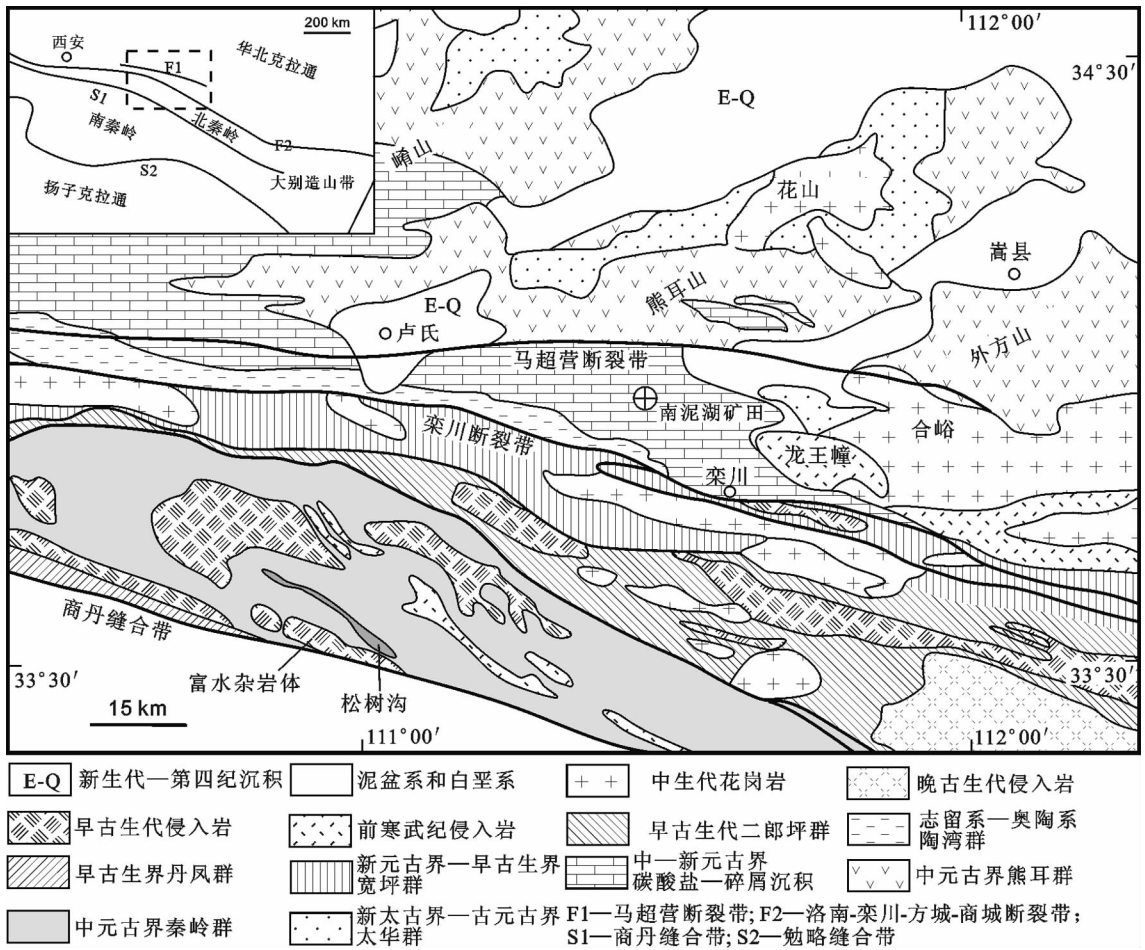 200 km
西安
F1
华北克拉通
S1
南秦岭
北秦岭
F2
S2
大别造山带
扬子克拉通
112°00′
34°30′
E-Q
崤山
花山
嵩县
熊耳山
E-Q
卢氏
马超营断裂带
外方山
南泥湖矿田
合峪
栾川断裂带
龙王幢
栾川
商丹缝合带
33°30′
富水杂岩体
松树沟
33°30′
15 km
111°00′
112°00′
E-Q 新生代—第四纪沉积
泥盆系和白垩系
中生代花岗岩
晚古生代侵入岩
早古生代侵入岩
前寒武纪侵入岩
早古生代二郎坪群
志留系—奥陶系
陶湾群
早古生界丹凤群
新元古界—早古生界
宽坪群
中—新元古界
碳酸盐—碎屑沉积
中元古界熊耳群
中元古界秦岭群
新太古界—古元古界
太华群
F1—马超营断裂带; F2—洛南-栾川-方城-商城断裂带;
S1—商丹缝合带; S2—勉略缝合带